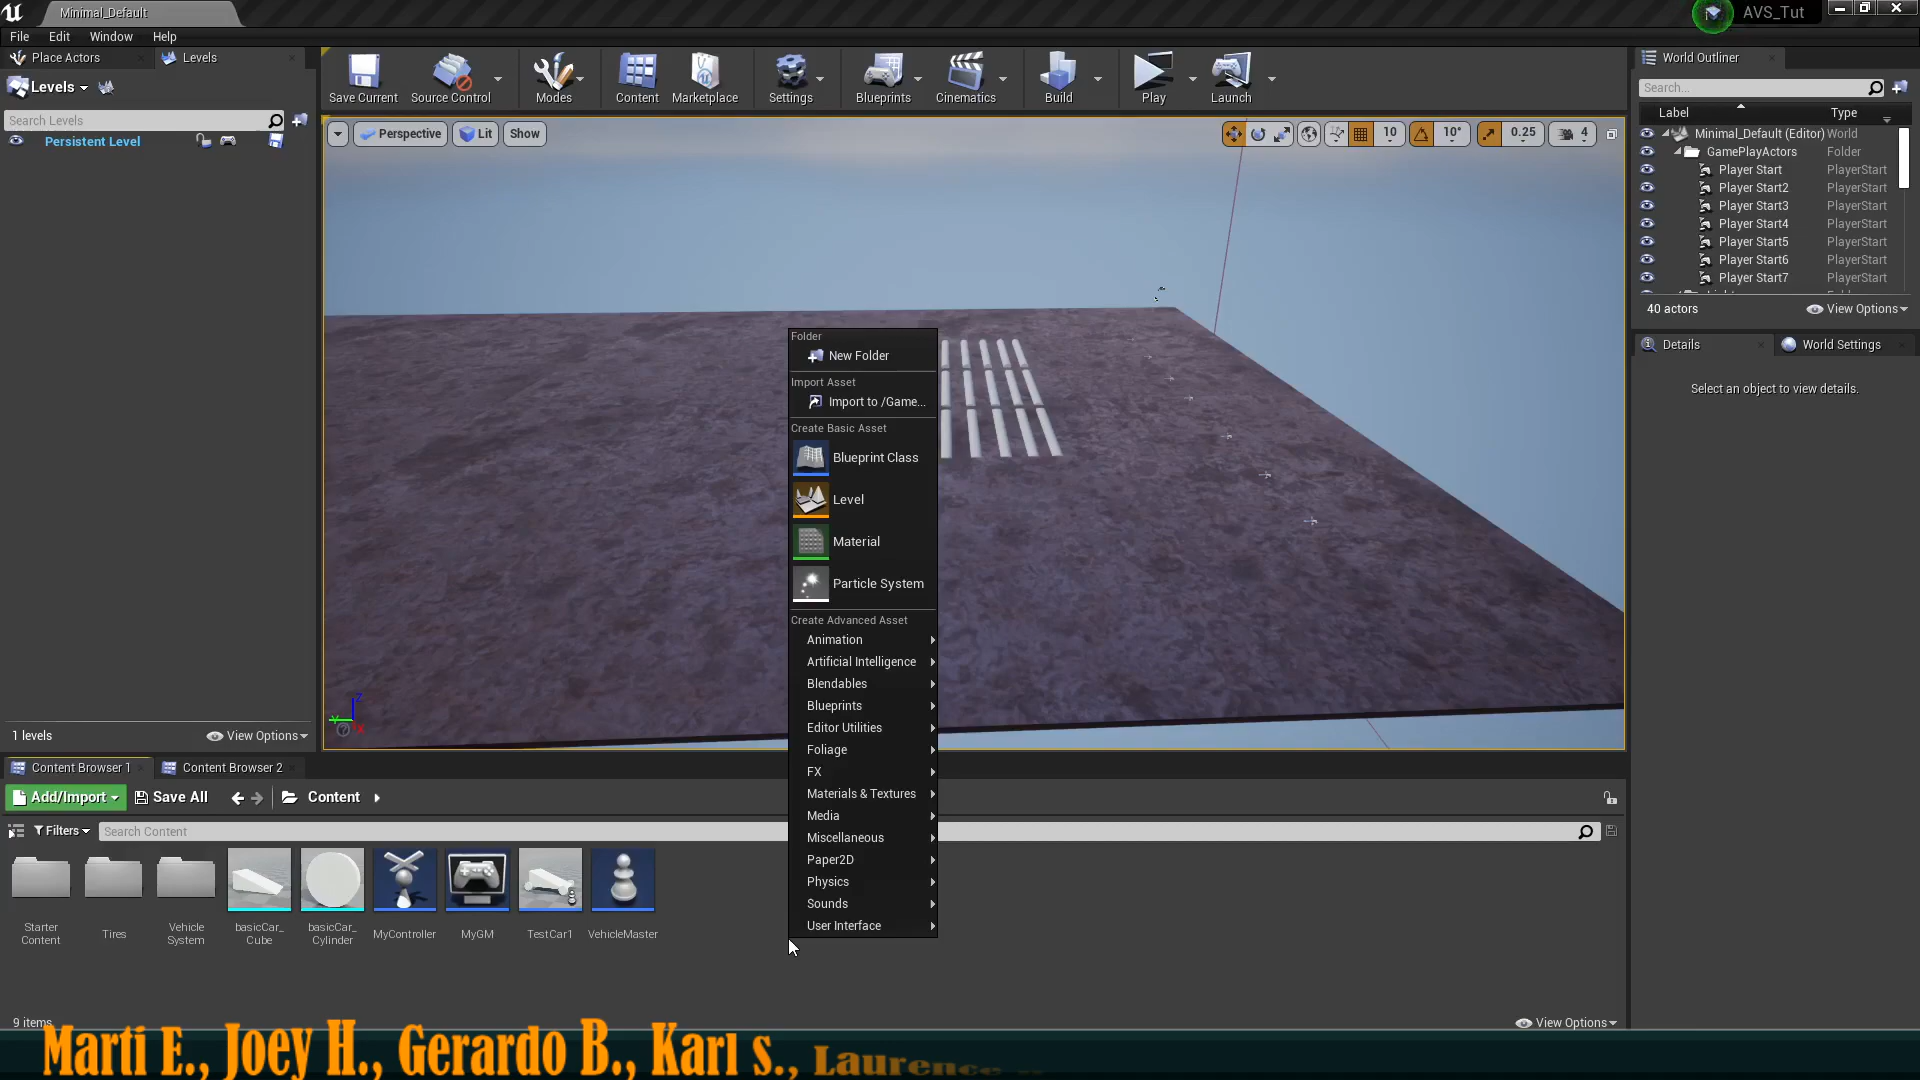 Minimal_Default
AVS_Tut
File Edit Window Help
Place Actors Levels
Levels
Search Levels
Persistent Level
1 levels View Options
Save Current Source Control Modes Content Marketplace Settings Blueprints Cinematics Build Play Launch
Perspective Lit Show 10 10° 0.25 4
World Outliner
Search...
Label Type
Minimal_Default (Editor) World
GamePlayActors Folder
Player Start PlayerStart
Player Start2 PlayerStart
Player Start3 PlayerStart
Player Start4 PlayerStart
Player Start5 PlayerStart
Player Start6 PlayerStart
Player Start7 PlayerStart
40 actors View Options
Details World Settings
Select an object to view details.
Folder
New Folder
Import Asset
Import to /Game...
Create Basic Asset
Blueprint Class
Level
Material
Particle System
Create Advanced Asset
Animation
Artificial Intelligence
Blendables
Blueprints
Editor Utilities
Foliage
FX
Materials & Textures
Media
Miscellaneous
Paper2D
Physics
Sounds
User Interface
Content Browser 1 Content Browser 2
Add/Import Save All Content
Filters Search Content
Starter Content
Tires
Vehicle System
basicCar_Cube
basicCar_Cylinder
MyController
MyGM
TestCar1
VehicleMaster
9 items View Options
Marti E., Joey H., Gerardo B., Karl S., Laurence